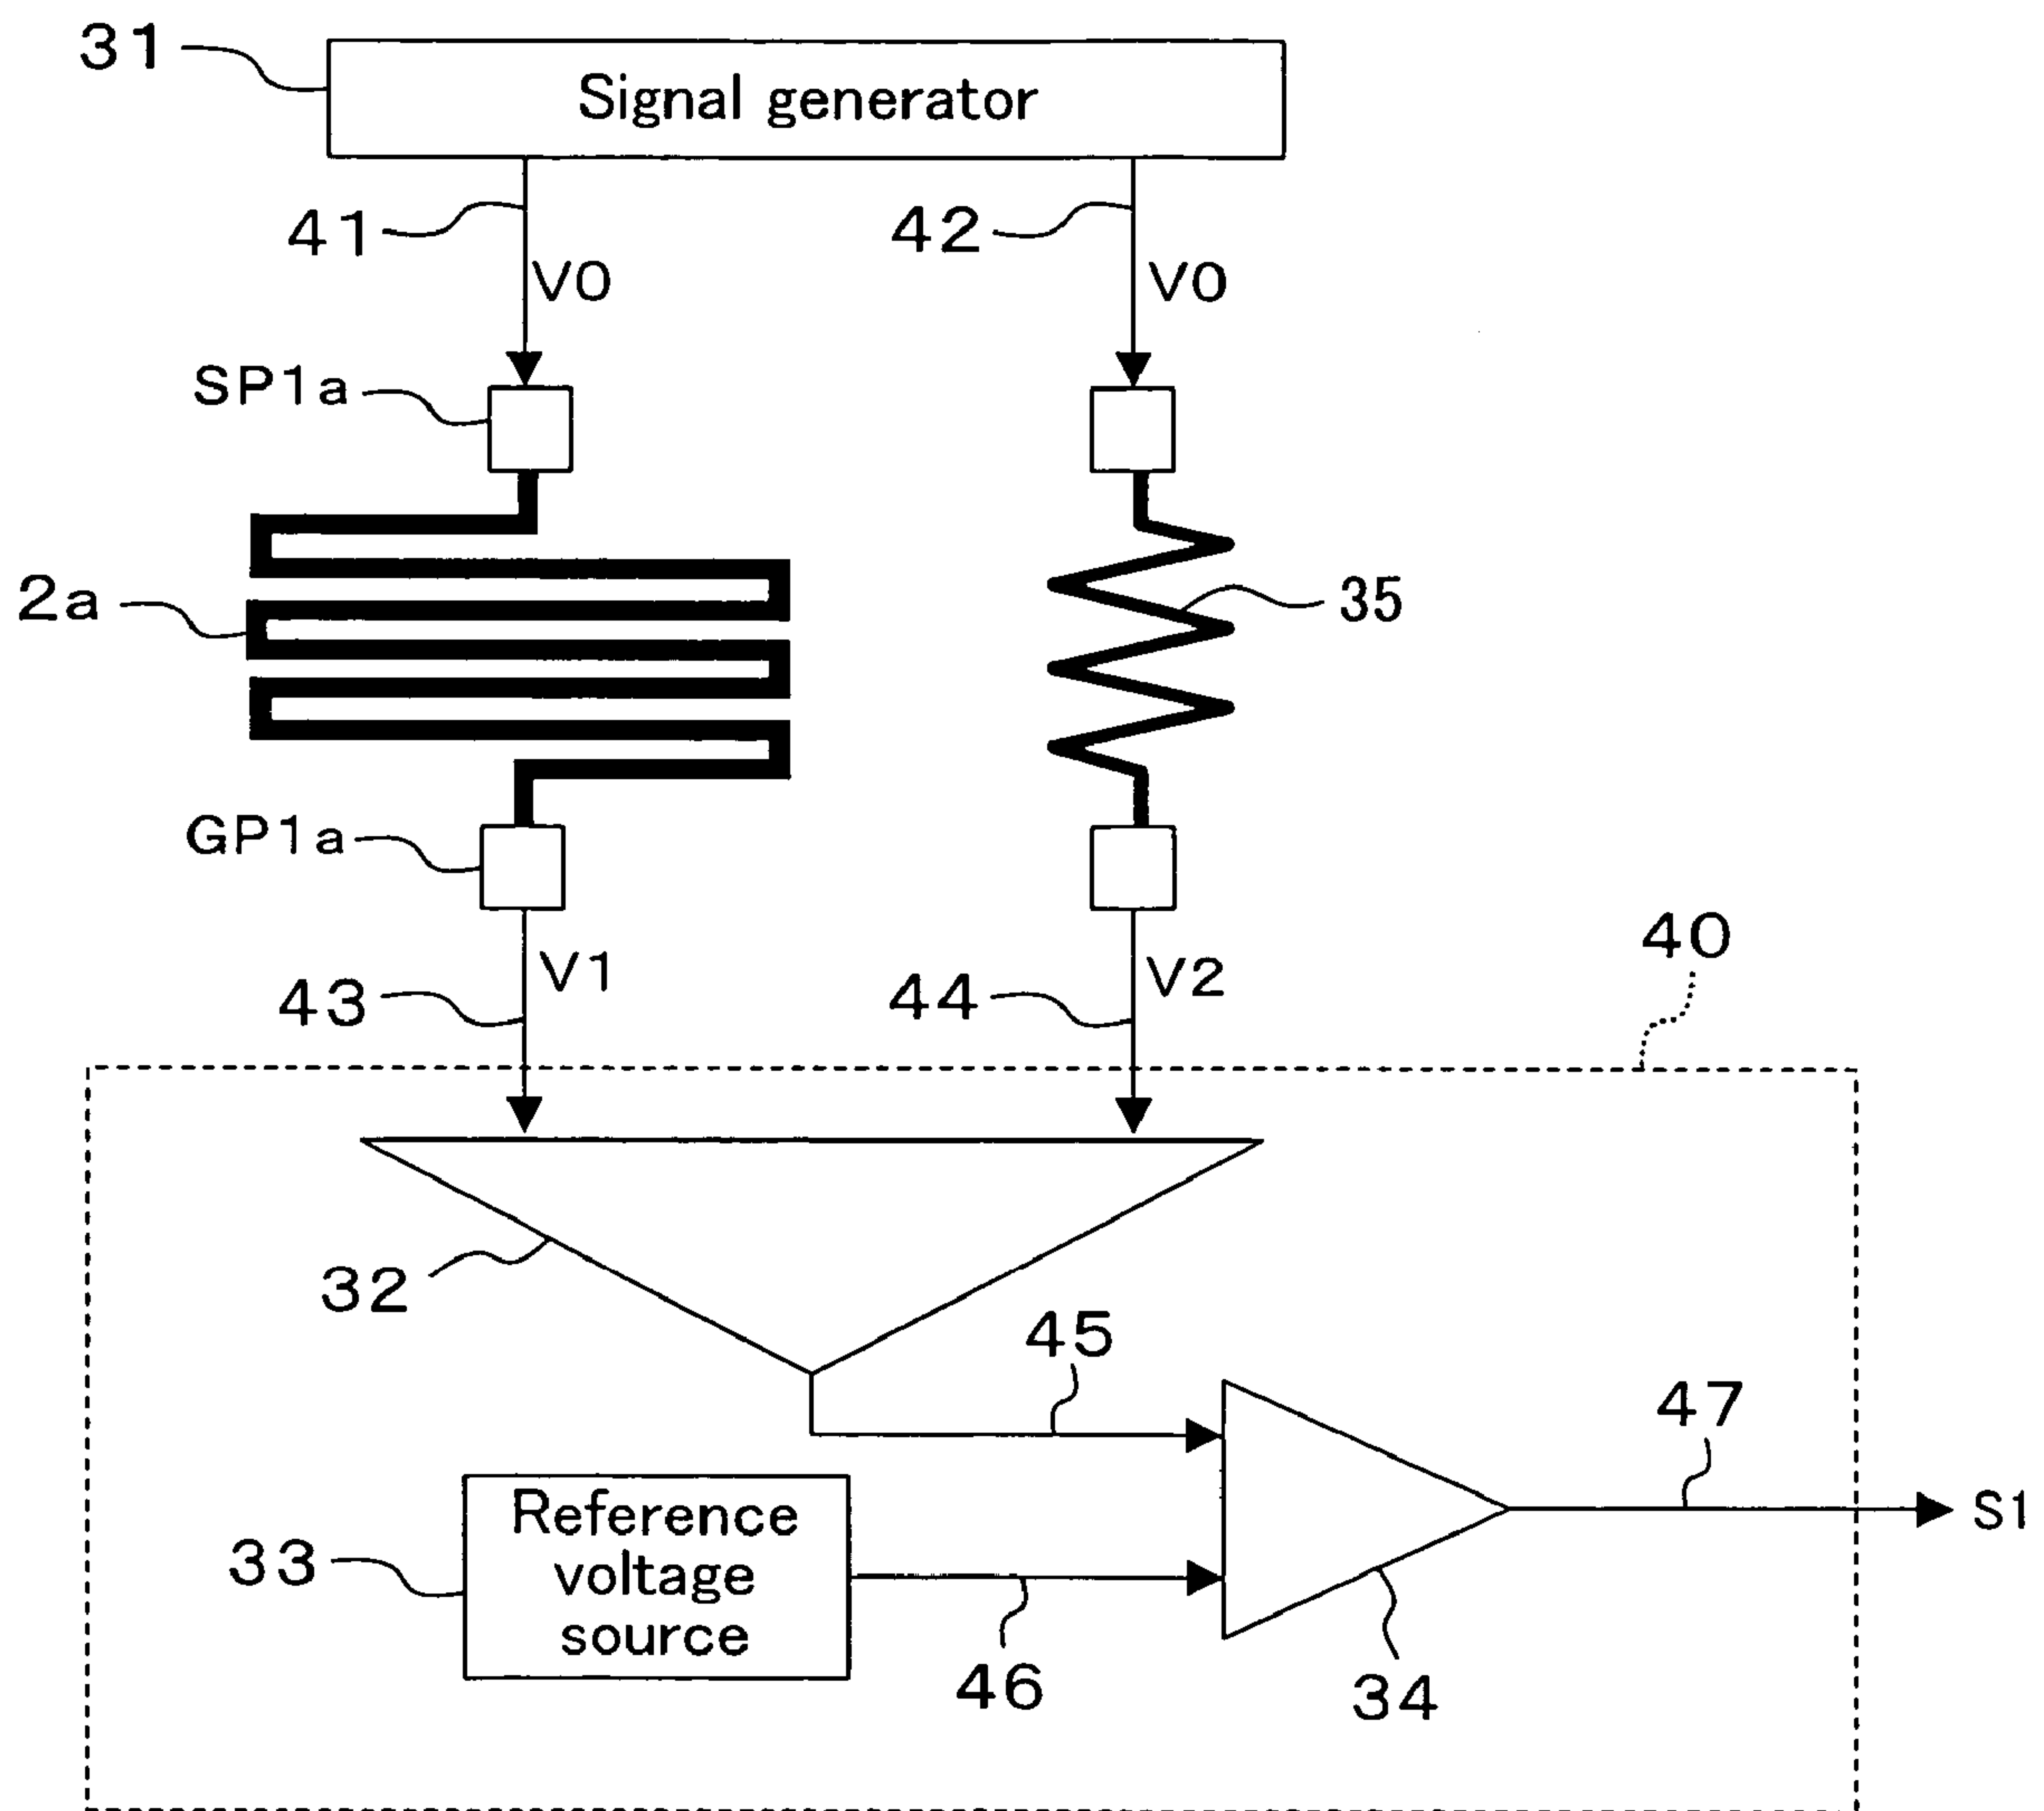 31
Signal generator
41
42
V0
V0
SP1a
2a
35
GP1a
V1
V2
43
44
40
32
45
47
Reference
voltage
source
33
S1
46
34